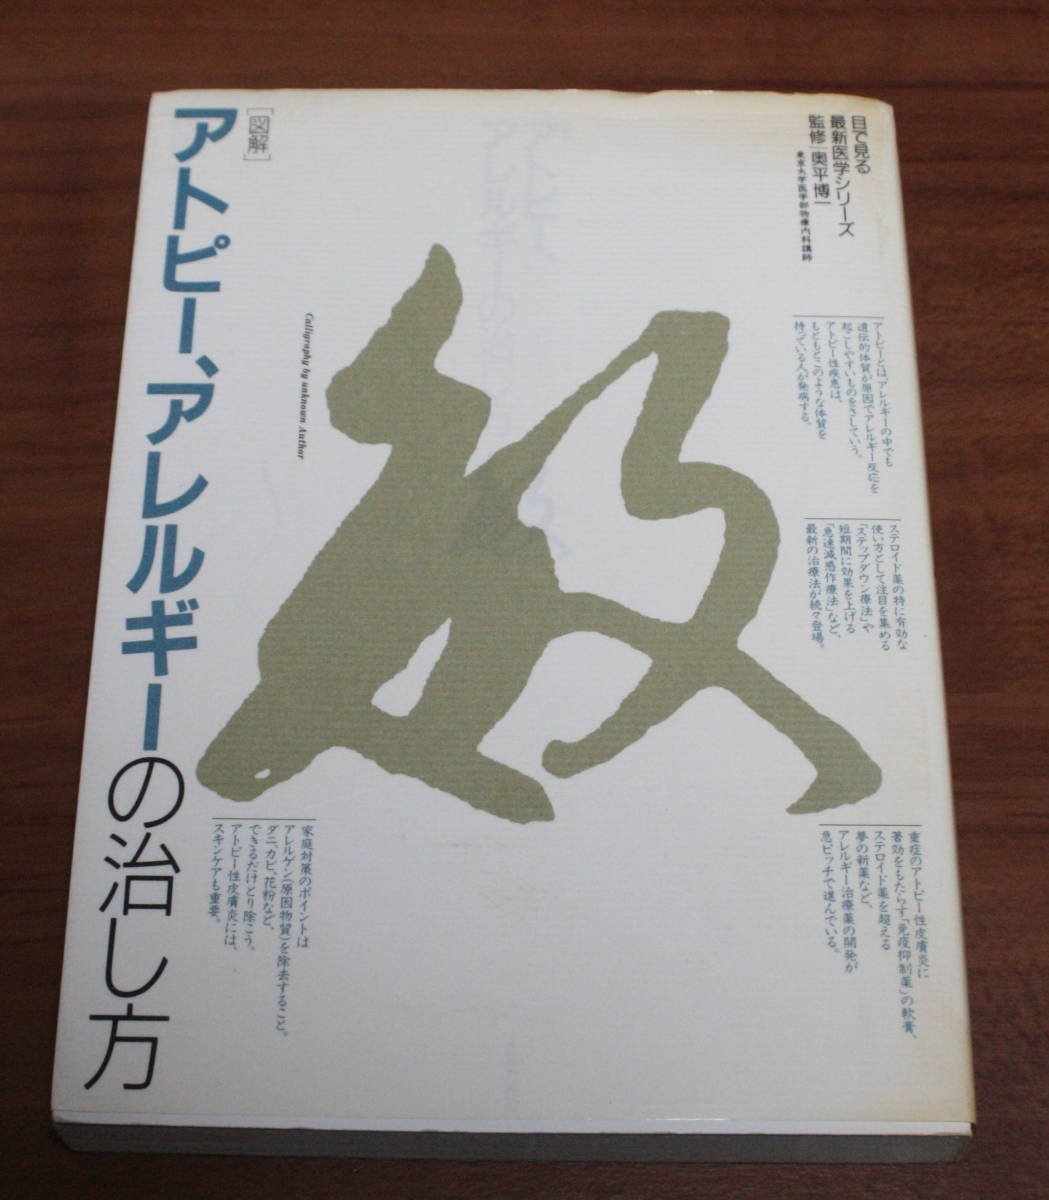 目で見る
最新医学シリーズ
監修 奥平博一
東京大学医学部物療内科講師
[図解]
アトピー、アレルギーの治し方
敏
Calligraphy by unknown Author
アトピーとは、アレルギーの中でも
遺伝的体質が原因でアレルギー反応を
起こしやすいものをさしていう。
アトピー性疾患は、
もともとこのような体質を
持っている人が発病する。
ステロイド薬の特に有効な
使い方として注目を集める
「ステップダウン療法」や
短期間に効果を上げる
「急速減感作療法」など、
最新の治療法が続々登場。
重症のアトピー性皮膚炎に
著効をもたらす「免疫抑制薬」の軟膏、
ステロイド薬を超える
夢の新薬など、
アレルギー治療薬の開発が
急ピッチで進んでいる。
家庭対策のポイントは
アレルゲン(原因物質)を除去すること。
ダニ、カビ、花粉など、
できるだけとり除こう。
アトピー性皮膚炎には、
スキンケアも重要。